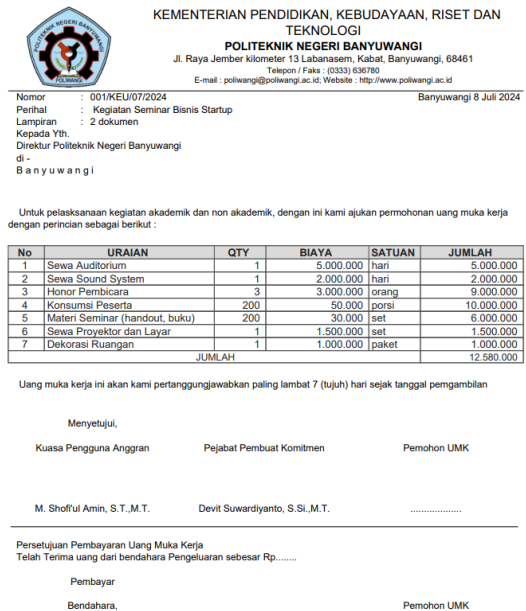 POLITEKNIK NEGERI BANYUWANGI
POLIWANGI
KEMENTERIAN PENDIDIKAN, KEBUDAYAAN, RISET DAN
TEKNOLOGI
POLITEKNIK NEGERI BANYUWANGI
Jl. Raya Jember kilometer 13 Labanasem, Kabat, Banyuwangi, 68461
Telepon / Faks : (0333) 636780
E-mail : poliwangi@poliwangi.ac.id; Website : http://www.poliwangi.ac.id
Nomor : 001/KEU/07/2024 Banyuwangi 8 Juli 2024
Perihal : Kegiatan Seminar Bisnis Startup
Lampiran : 2 dokumen
Kepada Yth.
Direktur Politeknik Negeri Banyuwangi
di -
B a n y u w a n g i
Untuk pelasksanaan kegiatan akademik dan non akademik, dengan ini kami ajukan permohonan uang muka kerja
dengan perincian sebagai berikut :
No URAIAN QTY BIAYA SATUAN JUMLAH
1 Sewa Auditorium 1 5.000.000 hari 5.000.000
2 Sewa Sound System 1 2.000.000 hari 2.000.000
3 Honor Pembicara 3 3.000.000 orang 9.000.000
4 Konsumsi Peserta 200 50.000 porsi 10.000.000
5 Materi Seminar (handout, buku) 200 30.000 set 6.000.000
6 Sewa Proyektor dan Layar 1 1.500.000 set 1.500.000
7 Dekorasi Ruangan 1 1.000.000 paket 1.000.000
JUMLAH 12.580.000
Uang muka kerja ini akan kami pertanggungjawabkan paling lambat 7 (tujuh) hari sejak tanggal pemgambilan
Menyetujui,
Kuasa Pengguna Anggran Pejabat Pembuat Komitmen Pemohon UMK
M. Shofi'ul Amin, S.T.,M.T. Devit Suwardiyanto, S.Si.,M.T. ...................
Persetujuan Pembayaran Uang Muka Kerja
Telah Terima uang dari bendahara Pengeluaran sebesar Rp........
Pembayar
Bendahara, Pemohon UMK